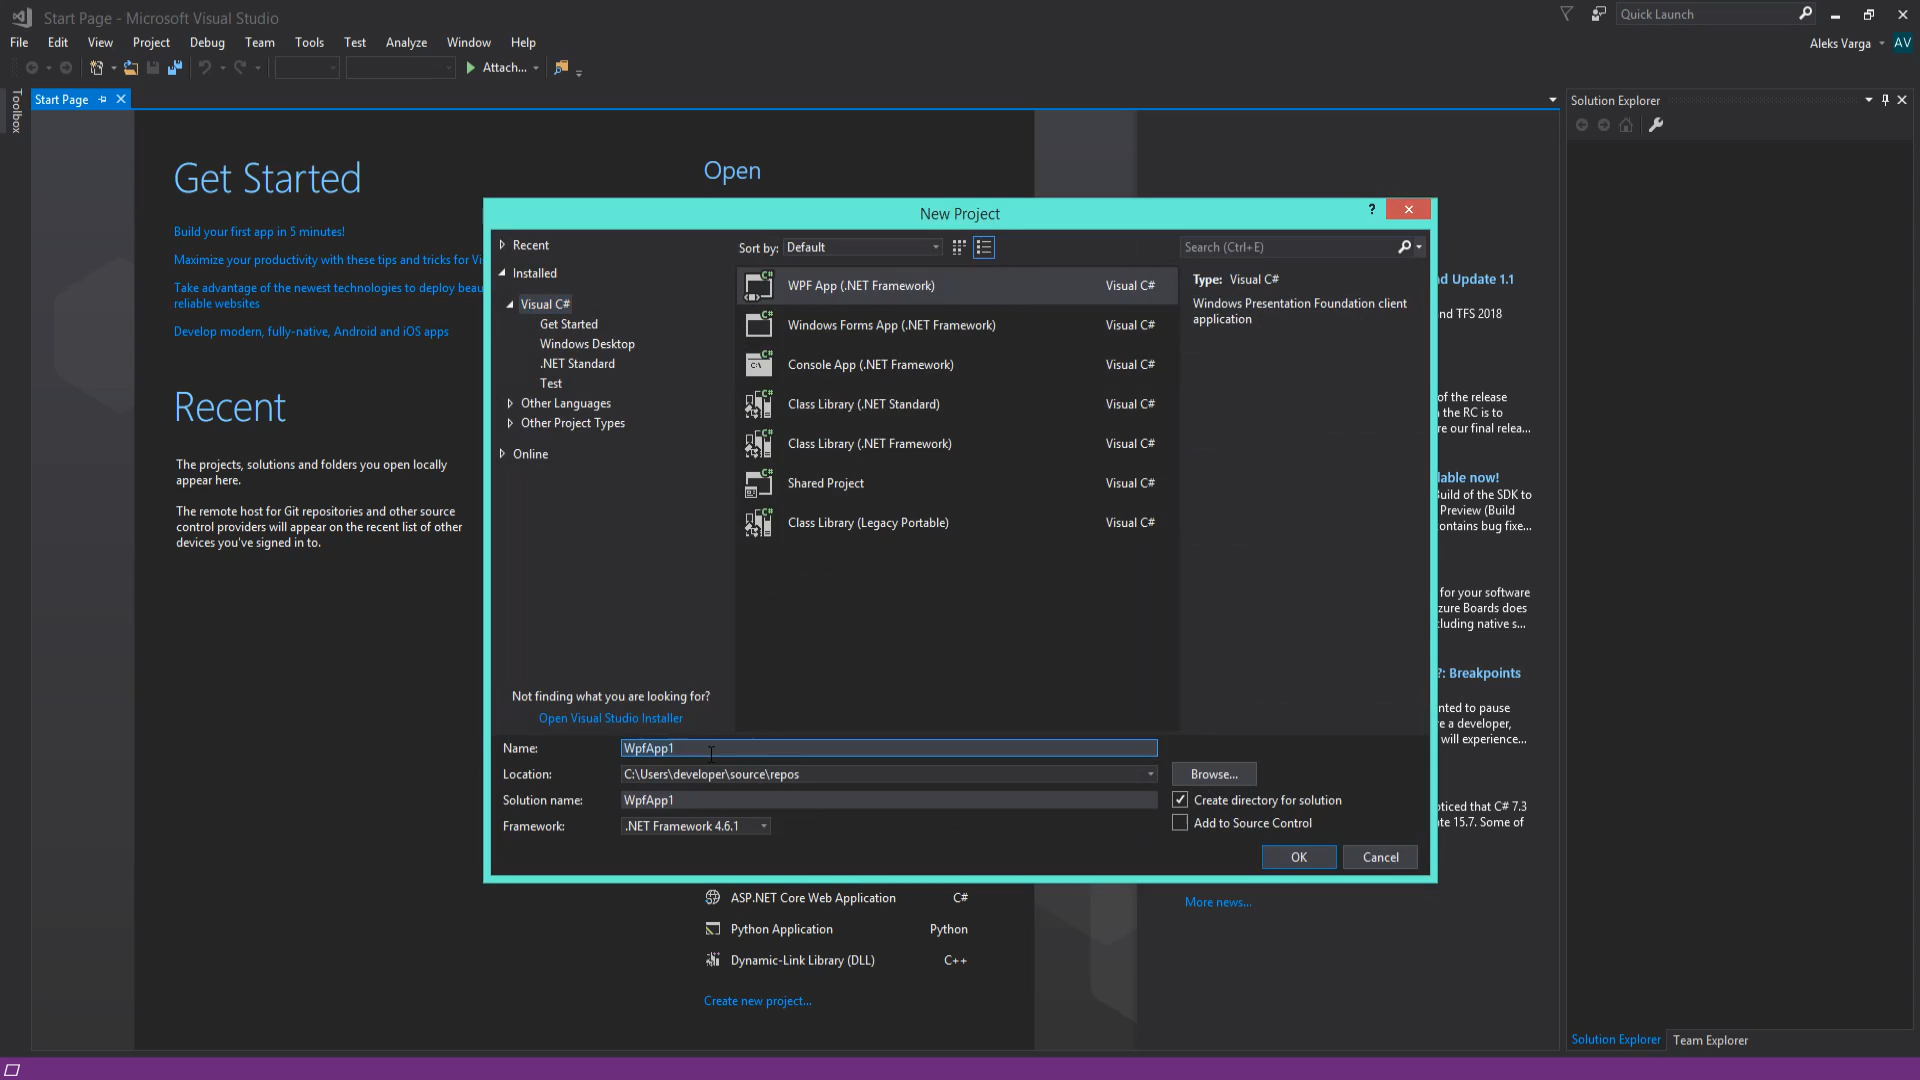 Start Page - Microsoft Visual Studio
Quick Launch
File Edit View Project Debug Team Tools Test Analyze Window Help
Aleks Varga AV
Attach...
Toolbox
Start Page
Solution Explorer
Get Started
Build your first app in 5 minutes!
Maximize your productivity with these tips and tricks for Vi
Take advantage of the newest technologies to deploy beau
reliable websites
Develop modern, fully-native, Android and iOS apps
Recent
The projects, solutions and folders you open locally
appear here.
The remote host for Git repositories and other source
control providers will appear on the recent list of other
devices you've signed in to.
Open
New Project
?
Recent
Installed
Visual C#
Get Started
Windows Desktop
.NET Standard
Test
Other Languages
Other Project Types
Online
Not finding what you are looking for?
Open Visual Studio Installer
Sort by: Default
Search (Ctrl+E)
WPF App (.NET Framework) Visual C#
Windows Forms App (.NET Framework) Visual C#
Console App (.NET Framework) Visual C#
Class Library (.NET Standard) Visual C#
Class Library (.NET Framework) Visual C#
Shared Project Visual C#
Class Library (Legacy Portable) Visual C#
Type: Visual C#
Windows Presentation Foundation client
application
Name: WpfApp1
Location: C:\Users\developer\source\repos
Browse...
Solution name: WpfApp1
Create directory for solution
Framework: .NET Framework 4.6.1
Add to Source Control
OK Cancel
ASP.NET Core Web Application C#
Python Application Python
Dynamic-Link Library (DLL) C++
Create new project...
d Update 1.1
nd TFS 2018
of the release
the RC is to
re our final relea...
lable now!
Build of the SDK to
Preview (Build
ontains bug fixe...
for your software
zure Boards does
cluding native s...
?: Breakpoints
nted to pause
e a developer,
will experience...
oticed that C# 7.3
te 15.7. Some of
More news...
Solution Explorer Team Explorer